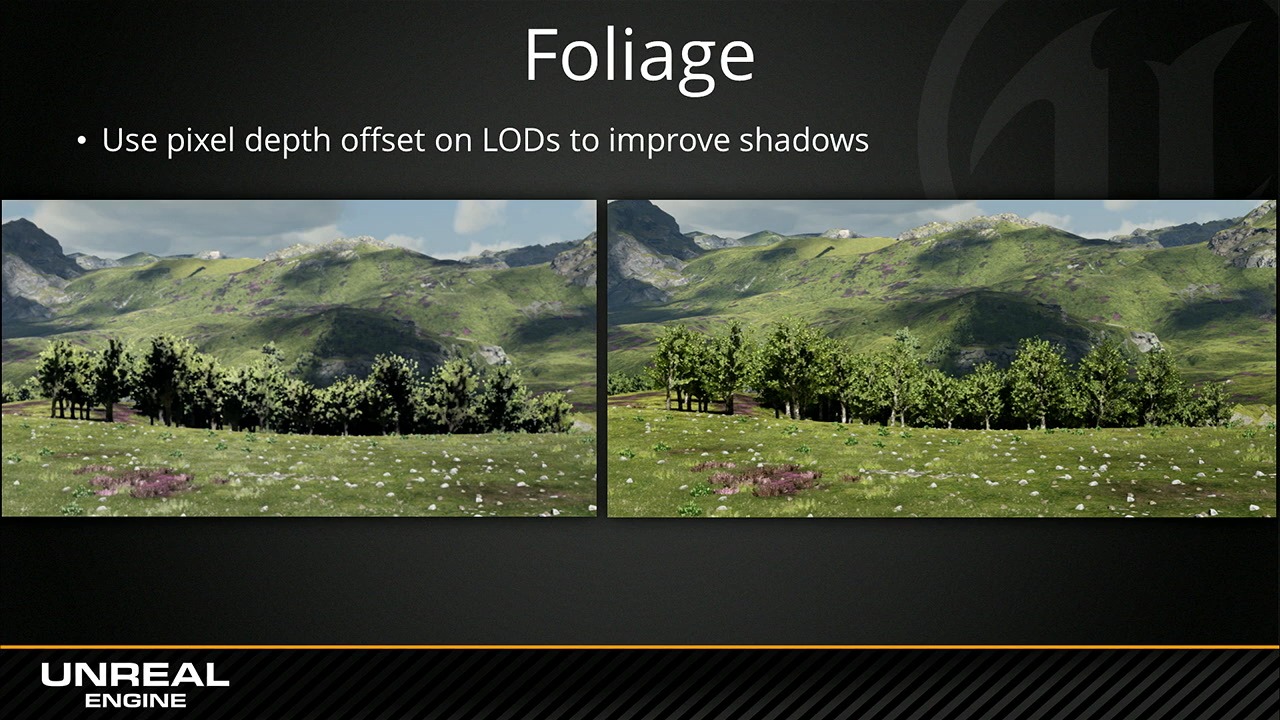 Foliage
• Use pixel depth offset on LODs to improve shadows
UNREAL
ENGINE